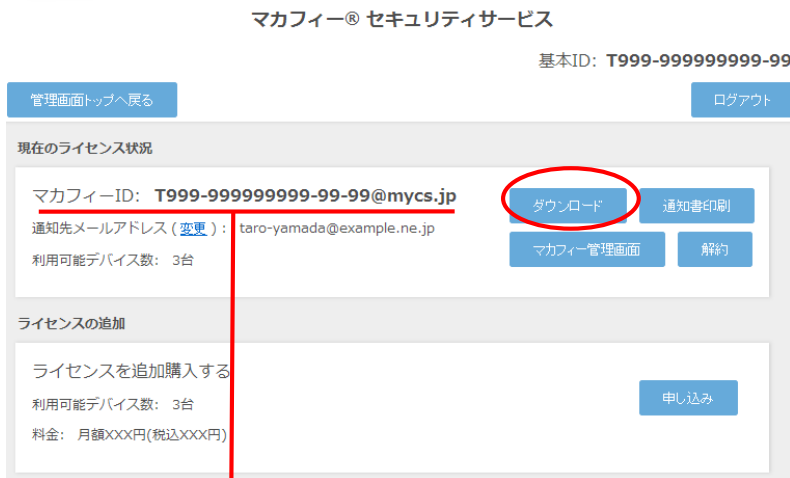 マカフィー® セキュリティサービス
基本ID: T999-999999999-99
管理画面トップへ戻る
ログアウト
現在のライセンス状況
マカフィーID: T999-999999999-99-99@mycs.jp
ダウンロード
通知書印刷
通知先メールアドレス(変更): taro-yamada@example.ne.jp
マカフィー管理画面
解約
利用可能デバイス数: 3台
ライセンスの追加
ライセンスを追加購入する
利用可能デバイス数: 3台
申し込み
料金: 月額XXX円(税込XXX円)